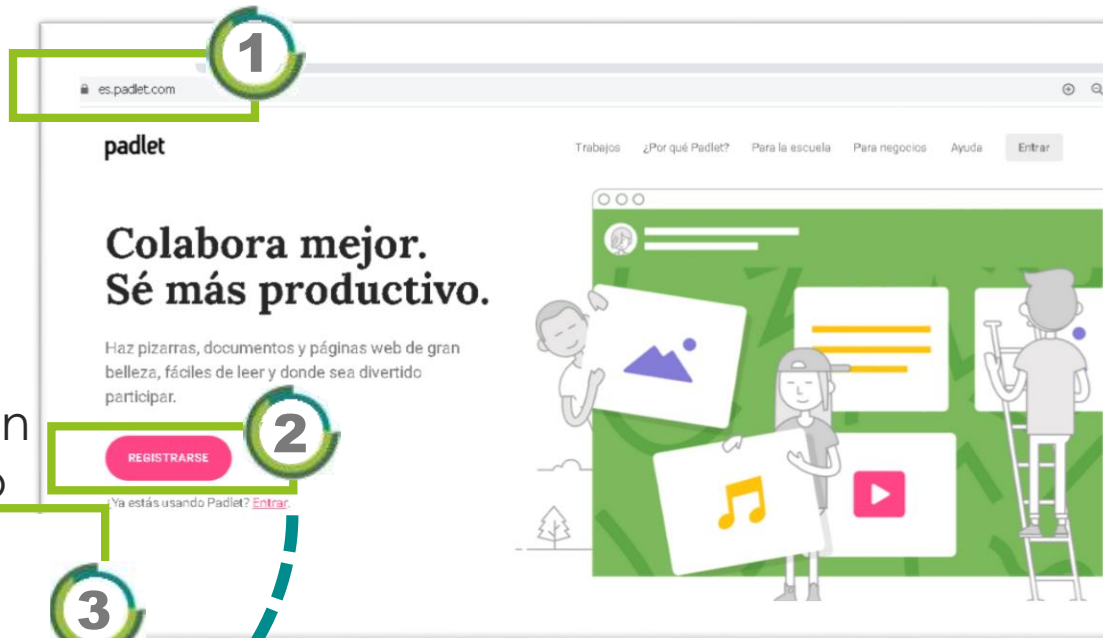 1
es.padlet.com
padlet
Trabajos ¿Por qué Padlet? Para la escuela Para negocios Ayuda Entrar
Colabora mejor.
Sé más productivo.
Haz pizarras, documentos y páginas web de gran
belleza, fáciles de leer y donde sea divertido
participar.
n
2
REGISTRARSE
o
¿Ya estás usando Padlet? Entrar.
3